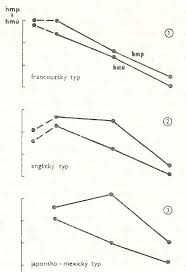 hmp
a
hmú
1
hmp
hmú
francouzský typ
2
anglický typ
3
japonsko-mexický typ